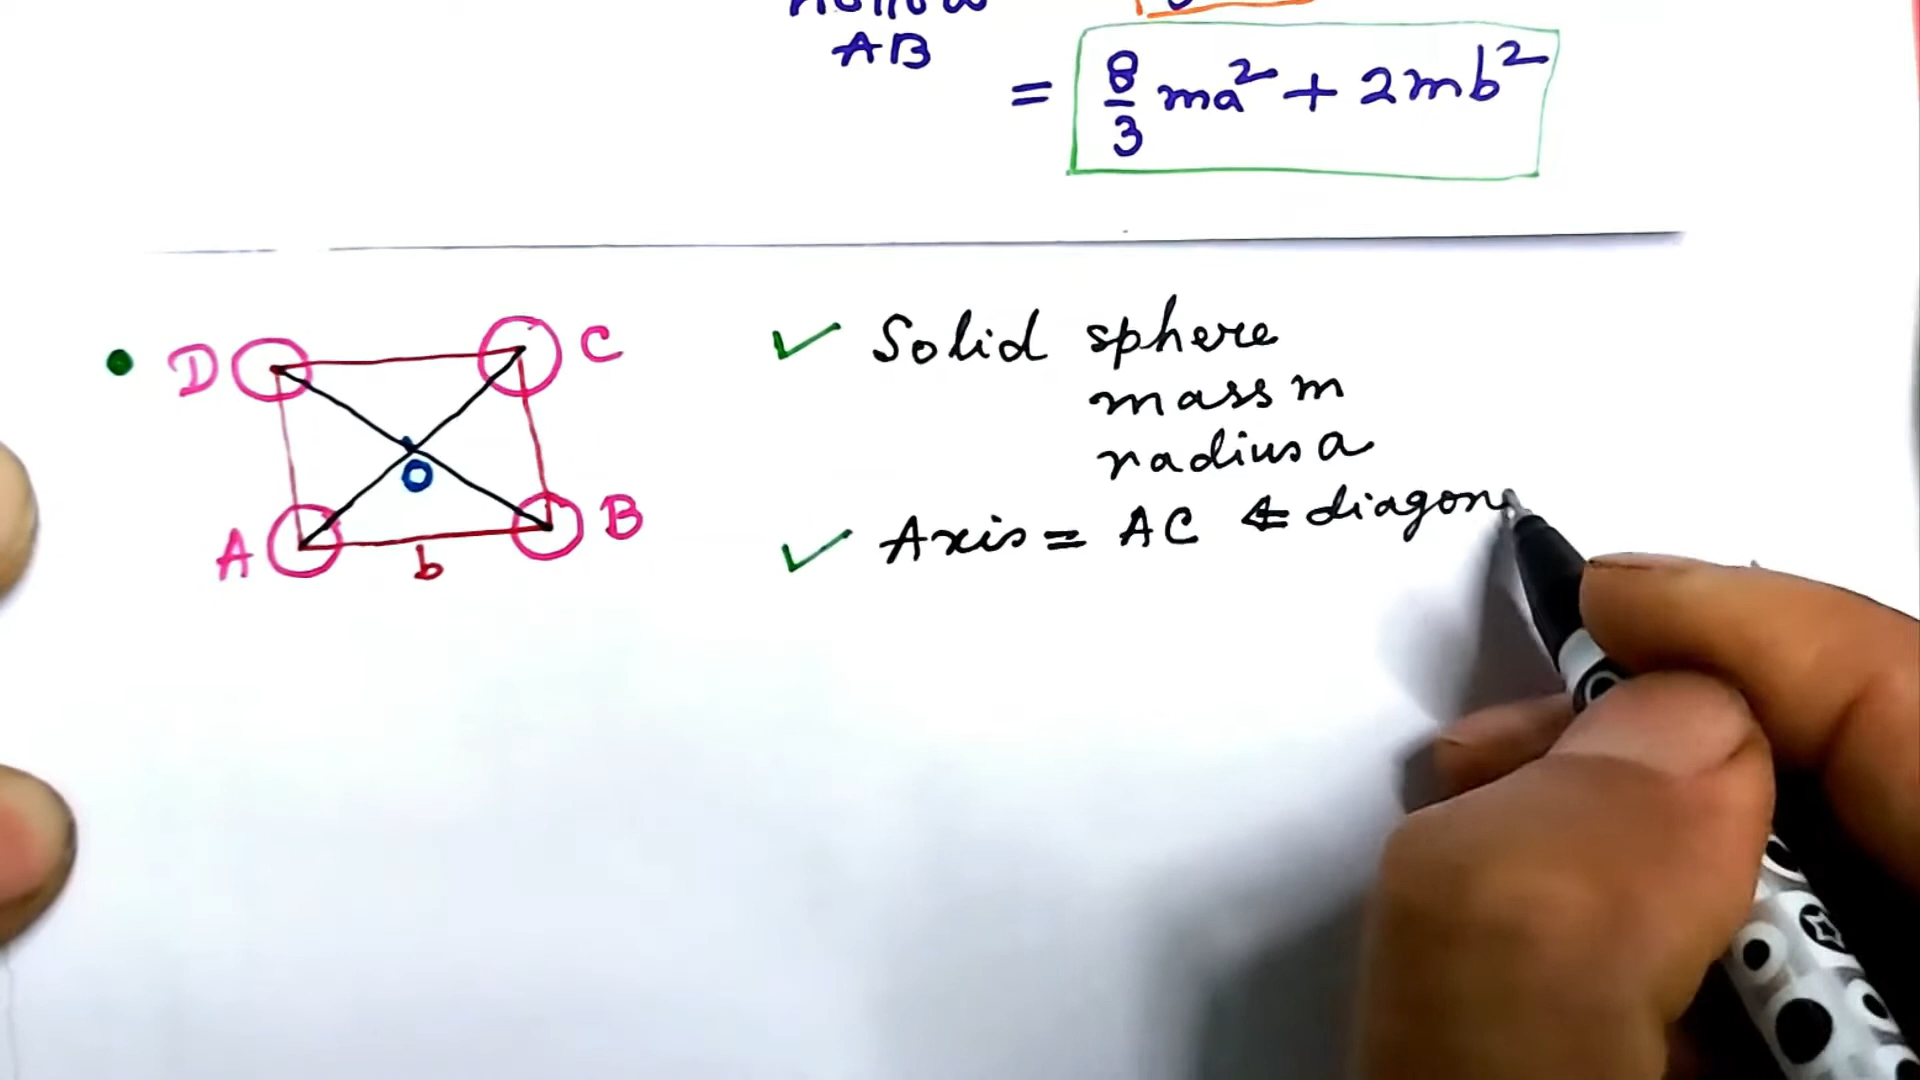 AB
= 8/3 ma² + 2mb²
D C
O
A B
b
✓ Solid sphere
mass m
radius a
✓ Axis = AC ⇐ diagon